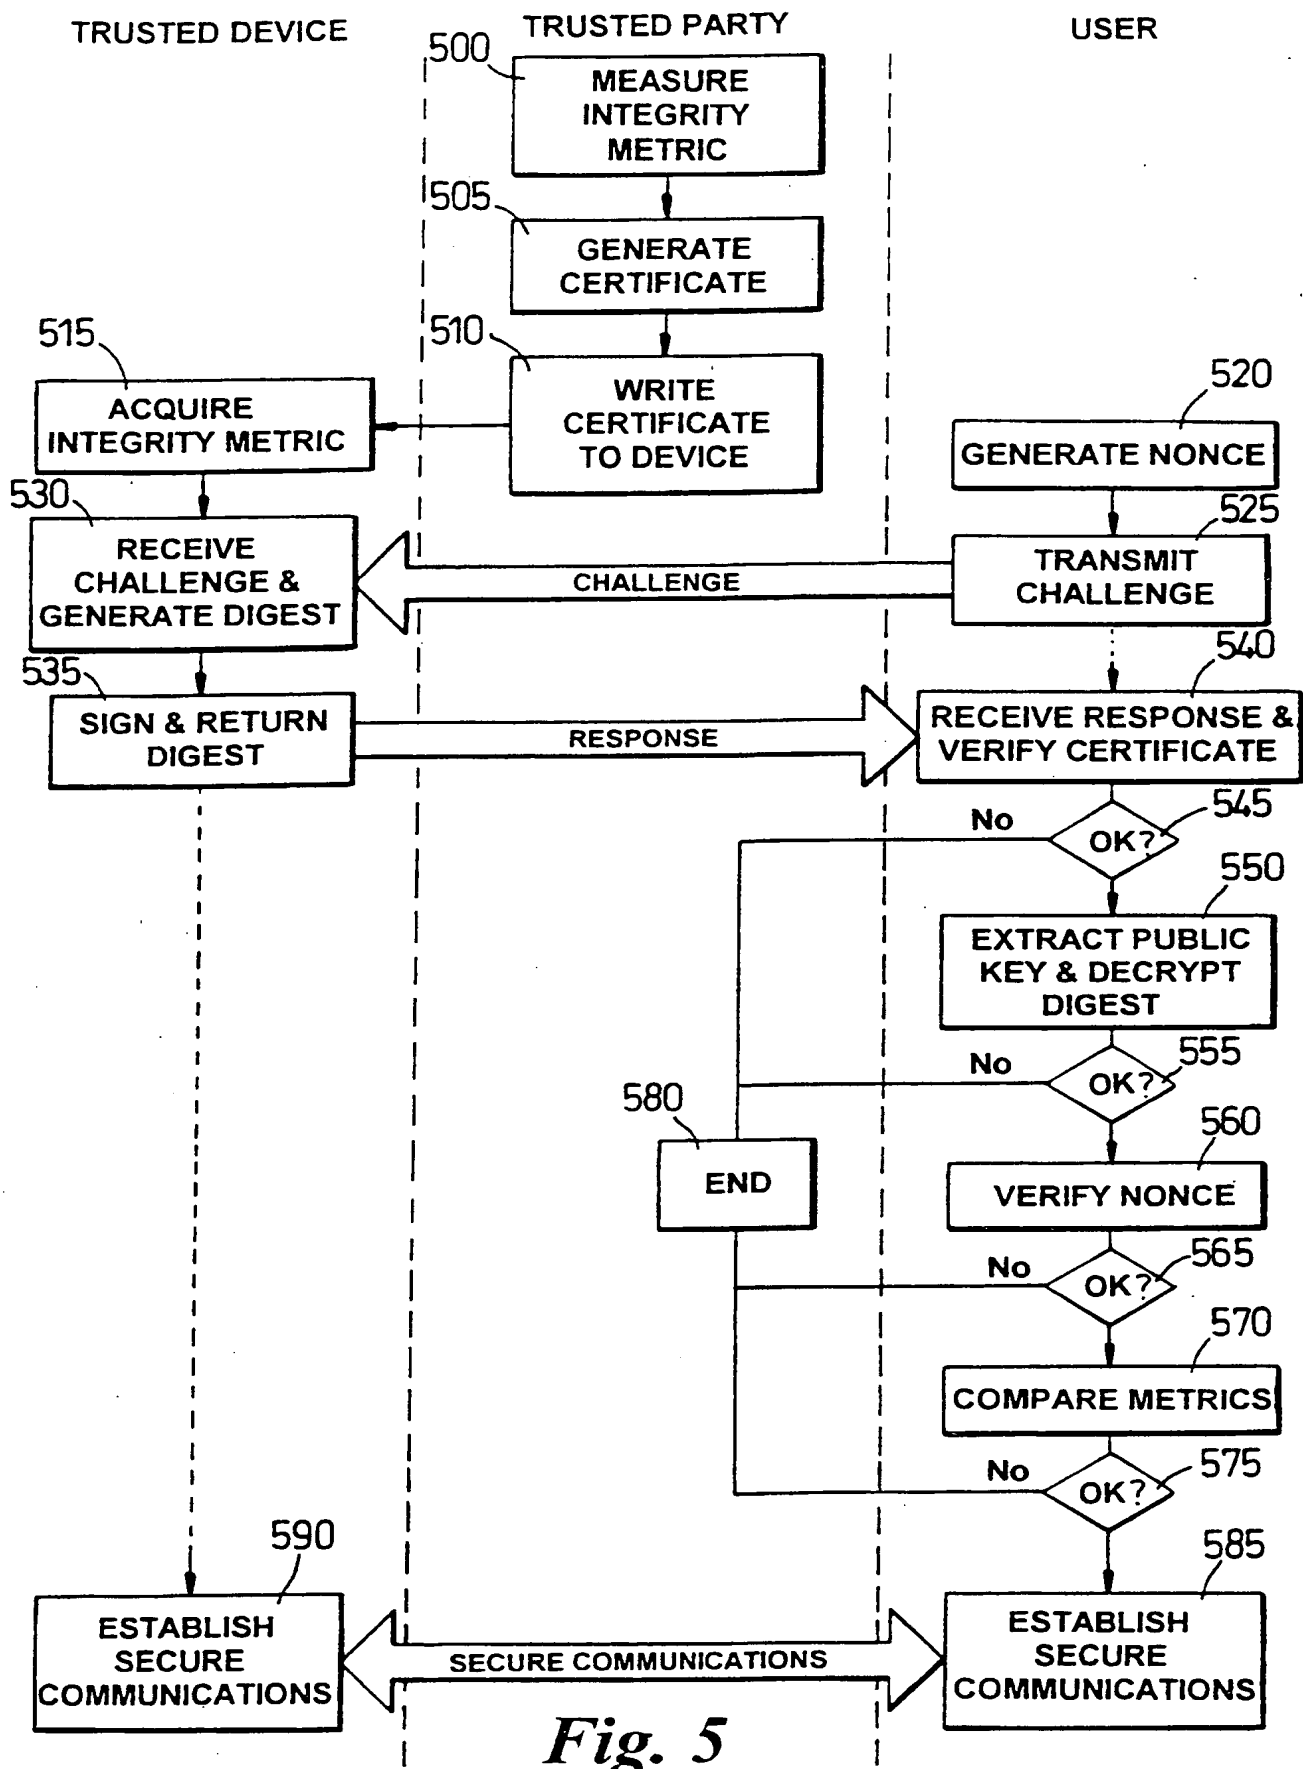 TRUSTED DEVICE
TRUSTED PARTY
USER
500
MEASURE
INTEGRITY
METRIC
505
GENERATE
CERTIFICATE
510
WRITE
CERTIFICATE
TO DEVICE
515
ACQUIRE
INTEGRITY METRIC
520
GENERATE NONCE
525
TRANSMIT
CHALLENGE
CHALLENGE
530
RECEIVE
CHALLENGE &
GENERATE DIGEST
535
SIGN & RETURN
DIGEST
RESPONSE
540
RECEIVE RESPONSE &
VERIFY CERTIFICATE
545
OK?
No
550
EXTRACT PUBLIC
KEY & DECRYPT
DIGEST
555
OK?
No
580
END
560
VERIFY NONCE
565
OK?
No
570
COMPARE METRICS
575
OK?
No
590
ESTABLISH
SECURE
COMMUNICATIONS
SECURE COMMUNICATIONS
585
ESTABLISH
SECURE
COMMUNICATIONS
Fig. 5